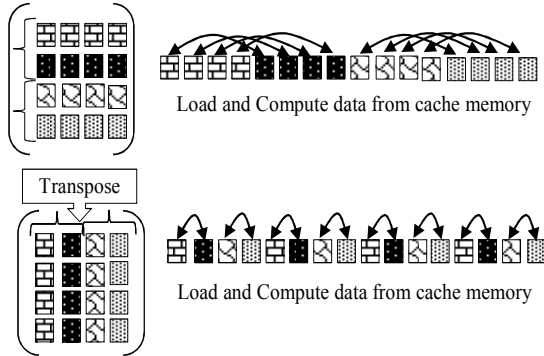 Load and Compute data from cache memory
Transpose
Load and Compute data from cache memory